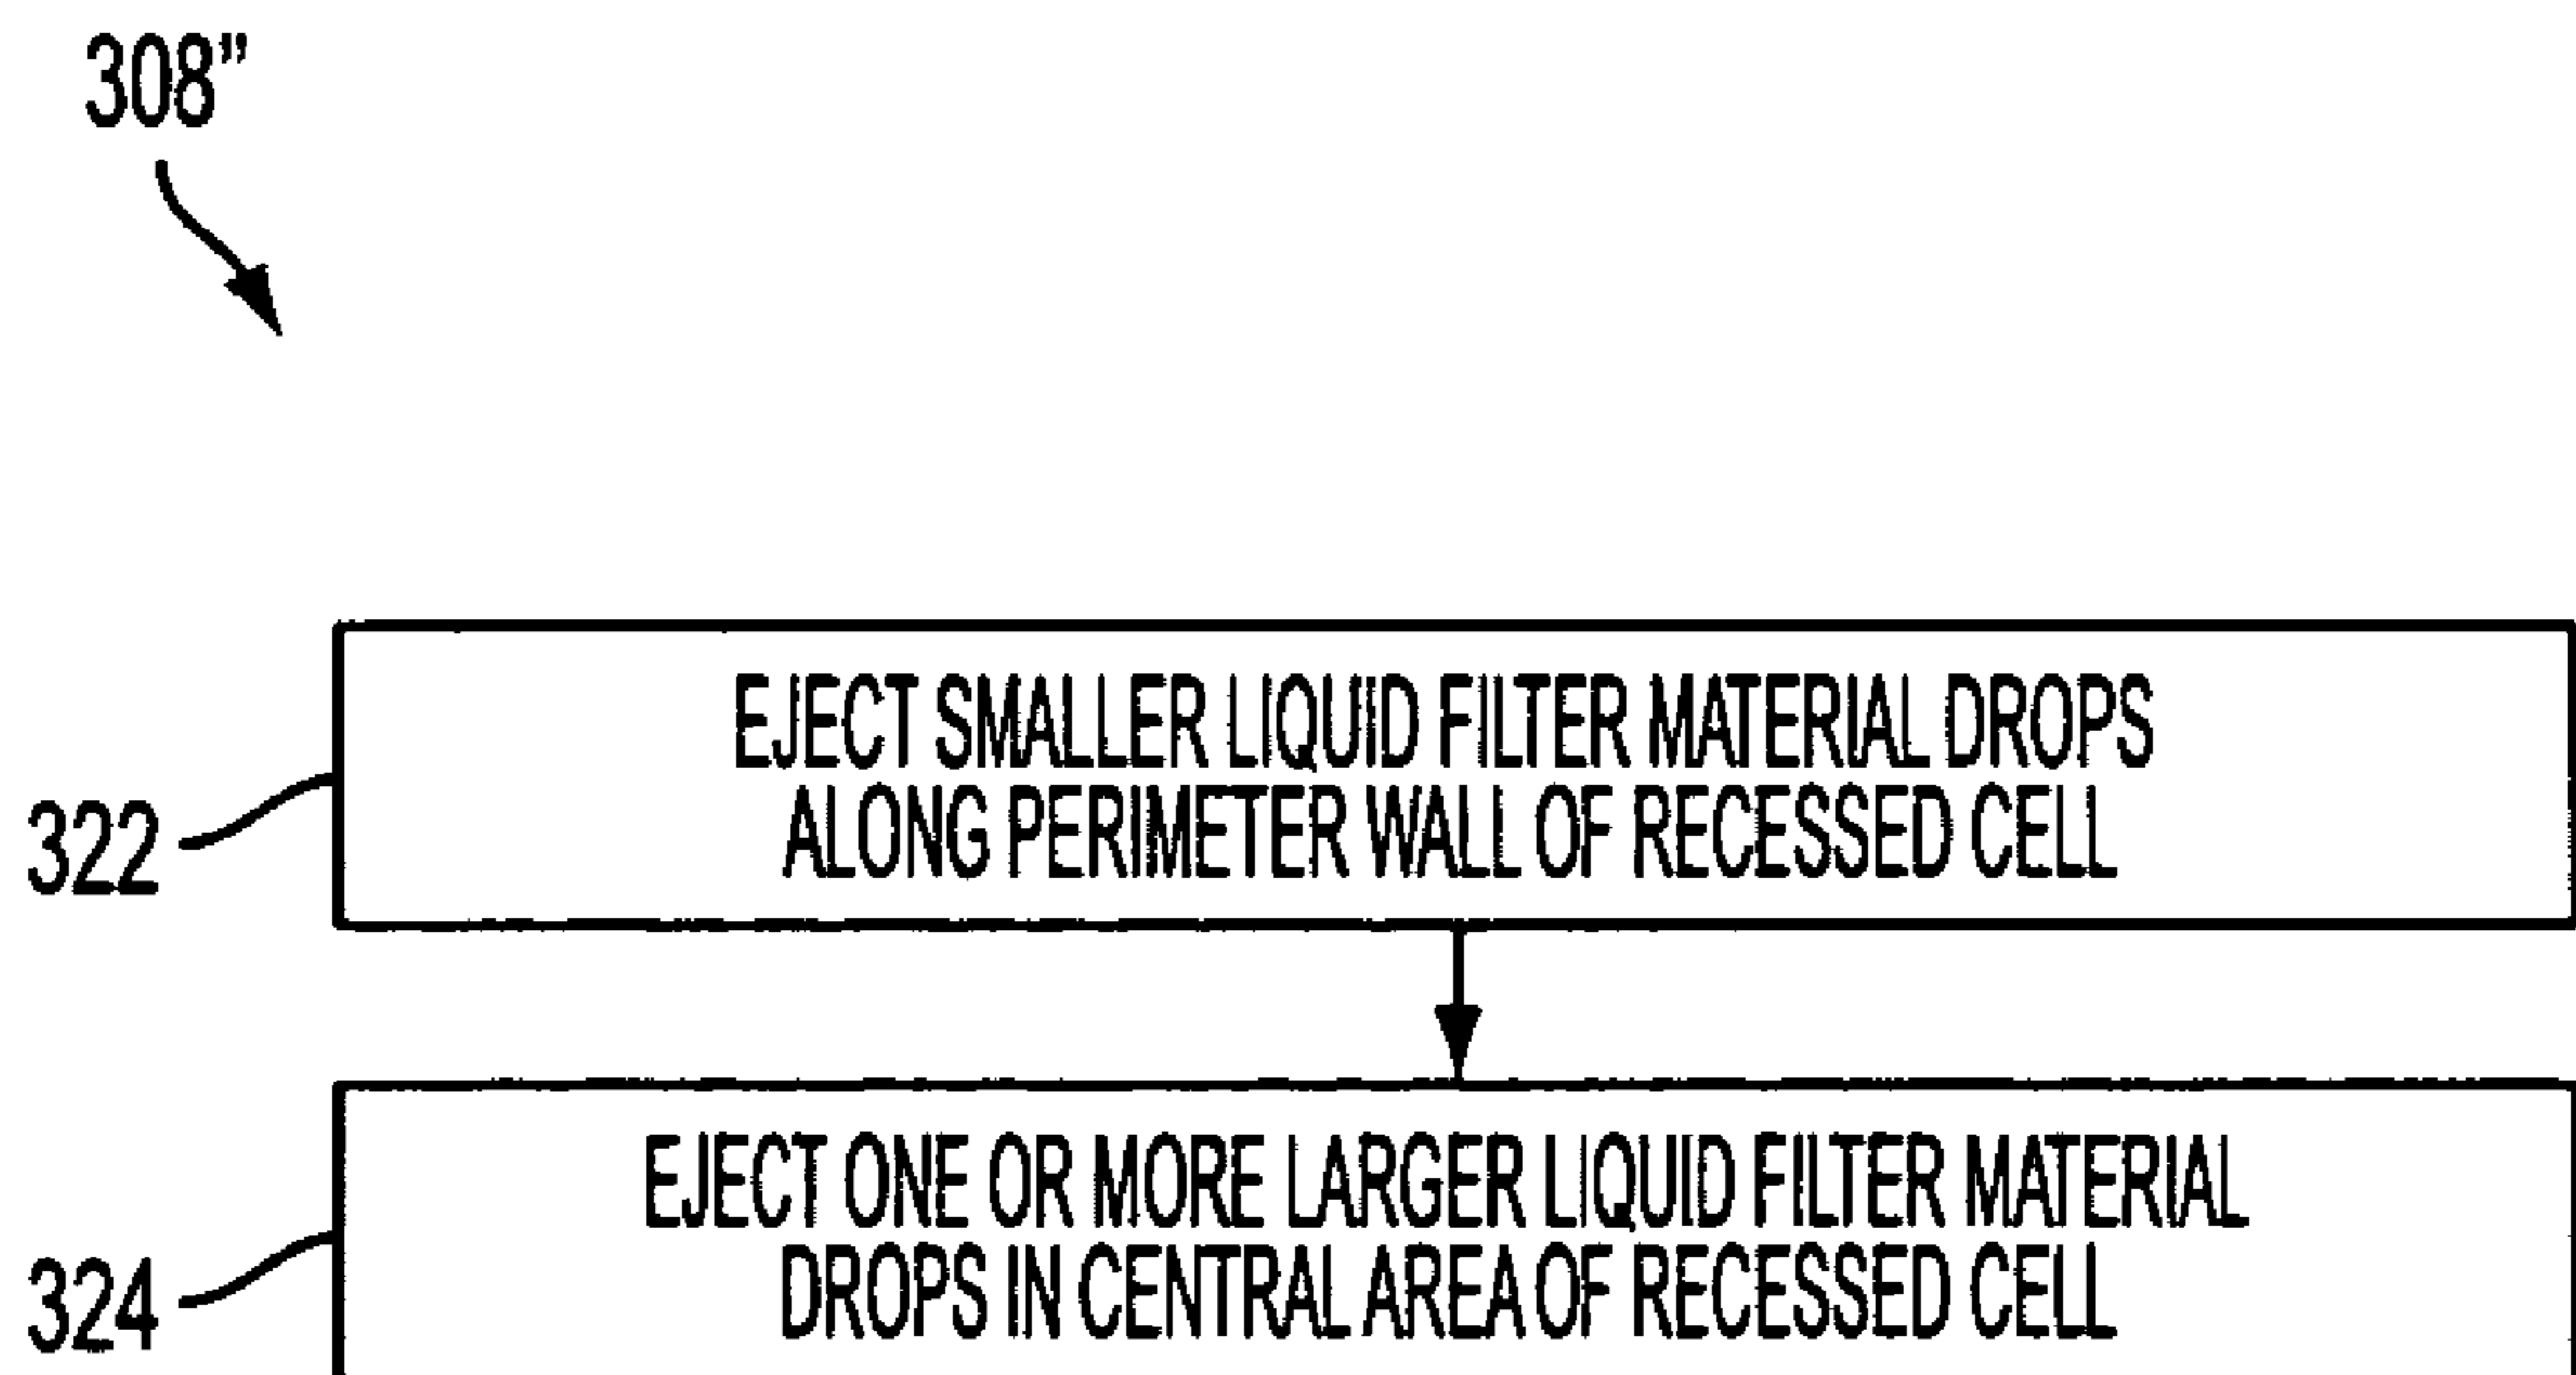 308”
322
EJECT SMALLER LIQUID FILTER MATERIAL DROPS
ALONG PERIMETER WALL OF RECESSED CELL
324
EJECT ONE OR MORE LARGER LIQUID FILTER MATERIAL
DROPS IN CENTRAL AREA OF RECESSED CELL